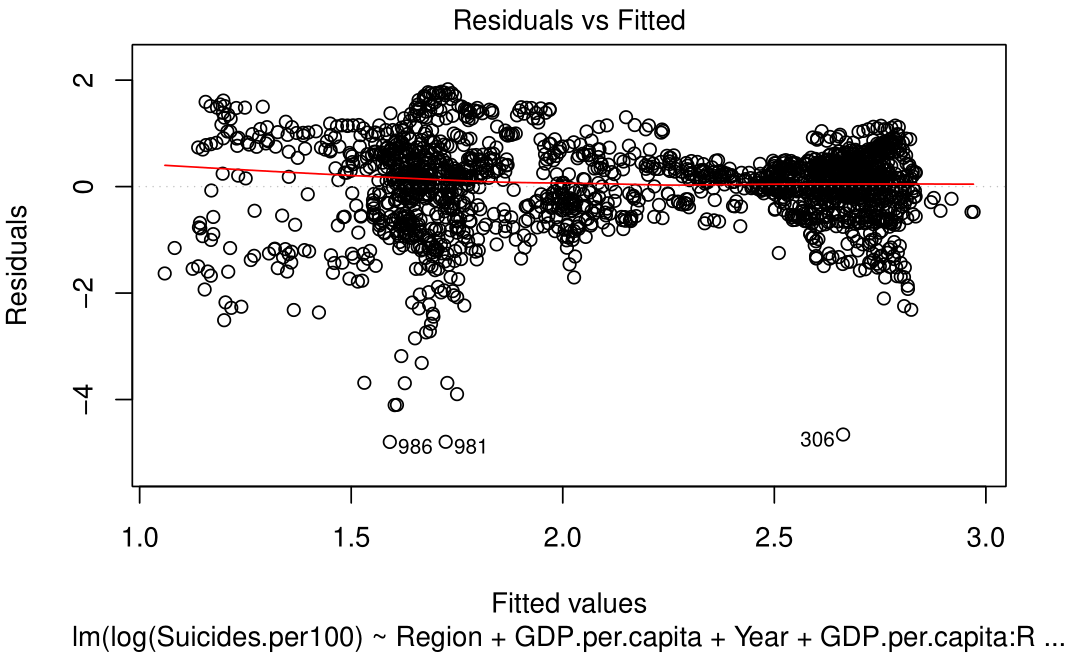 Residuals vs Fitted
Residuals
2
0
−2
−4
986
981
306
1.0 1.5 2.0 2.5 3.0
Fitted values
lm(log(Suicides.per100) ~ Region + GDP.per.capita + Year + GDP.per.capita:R ...